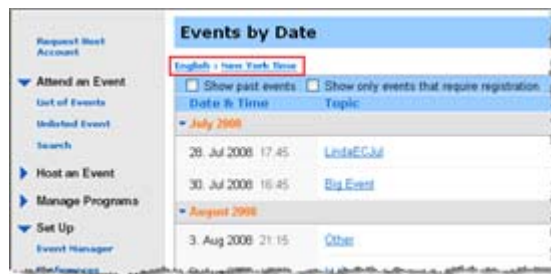 Request Host
Account
Attend an Event
List of Events
Unlisted Event
Search
Host an Event
Manage Programs
Set Up
Event Manager
Preferences
Events by Date
English : New York Time
Show past events Show only events that require registration
Date & Time Topic
July 2008
28. Jul 2008 17:45 LindaECJul
30. Jul 2008 16:45 Big Event
August 2008
3. Aug 2008 21:15 Other